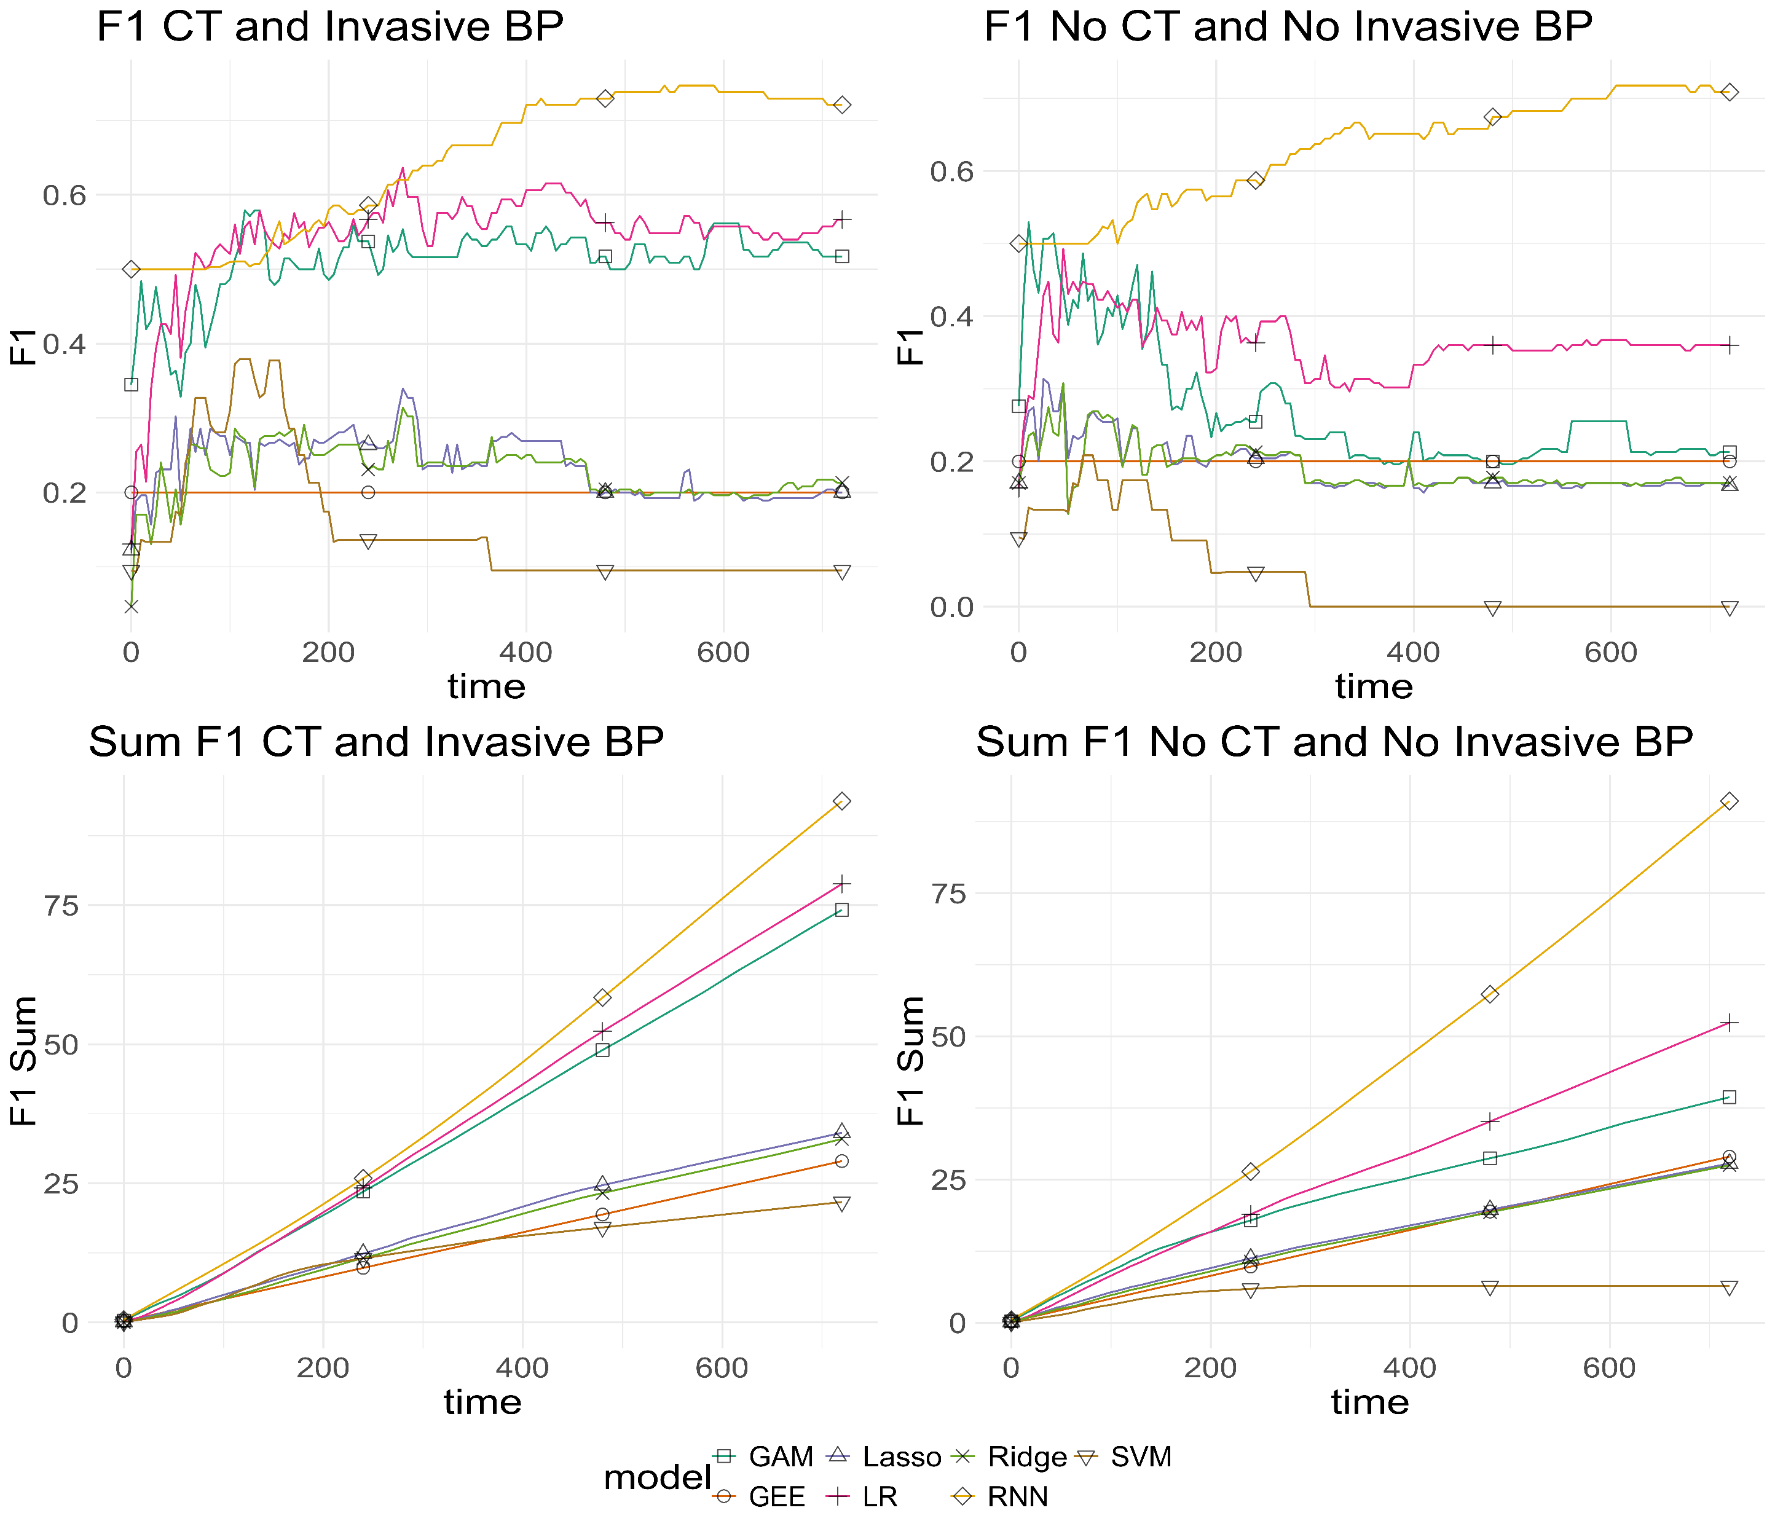 F1 CT and Invasive BP
F1
0.6
0.4
0.2
0 200 400 600
time
F1 No CT and No Invasive BP
F1
0.6
0.4
0.2
0.0
0 200 400 600
time
Sum F1 CT and Invasive BP
F1 Sum
75
50
25
0
0 200 400 600
time
Sum F1 No CT and No Invasive BP
F1 Sum
75
50
25
0
0 200 400 600
time
model
GAM Lasso Ridge SVM
GEE LR RNN